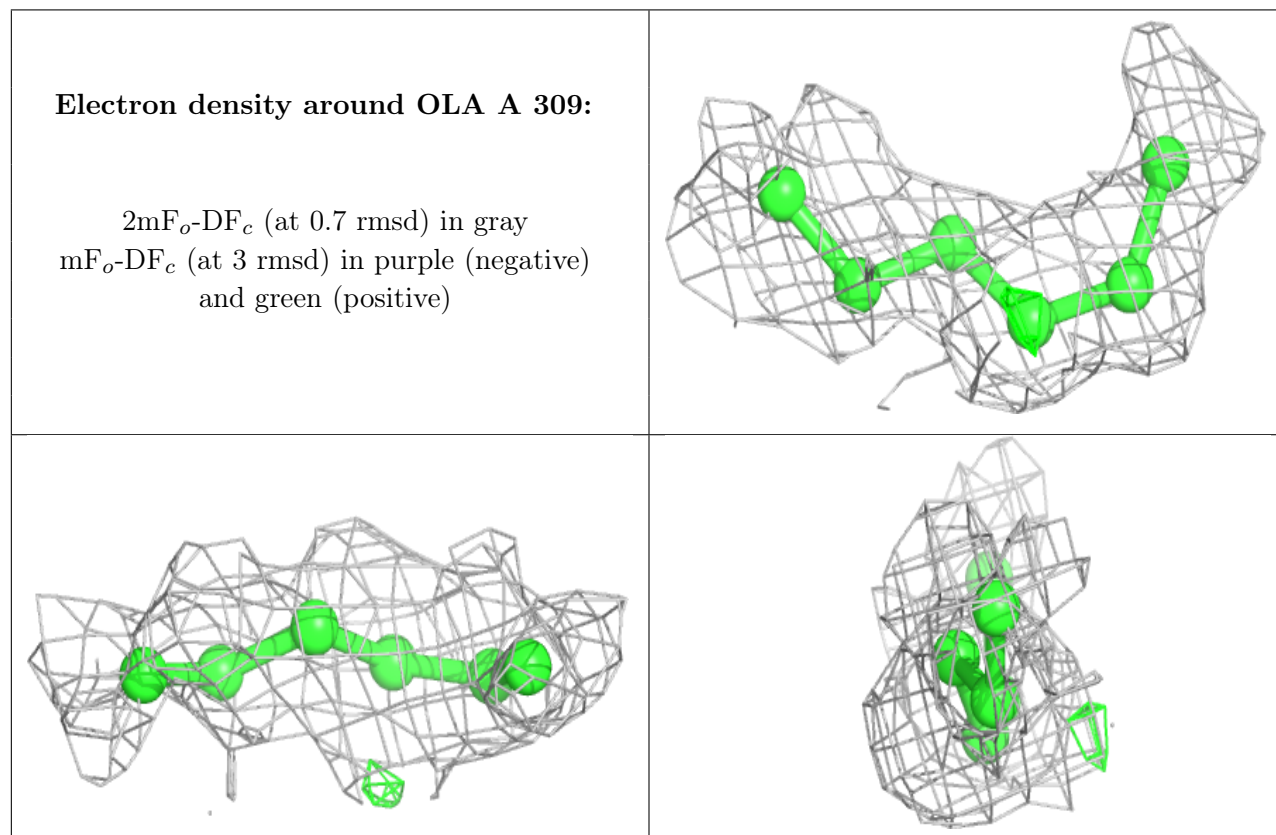 Electron density around OLA A 309:
2mFₒ-DF𝒸 (at 0.7 rmsd) in gray
mFₒ-DF𝒸 (at 3 rmsd) in purple (negative)
and green (positive)